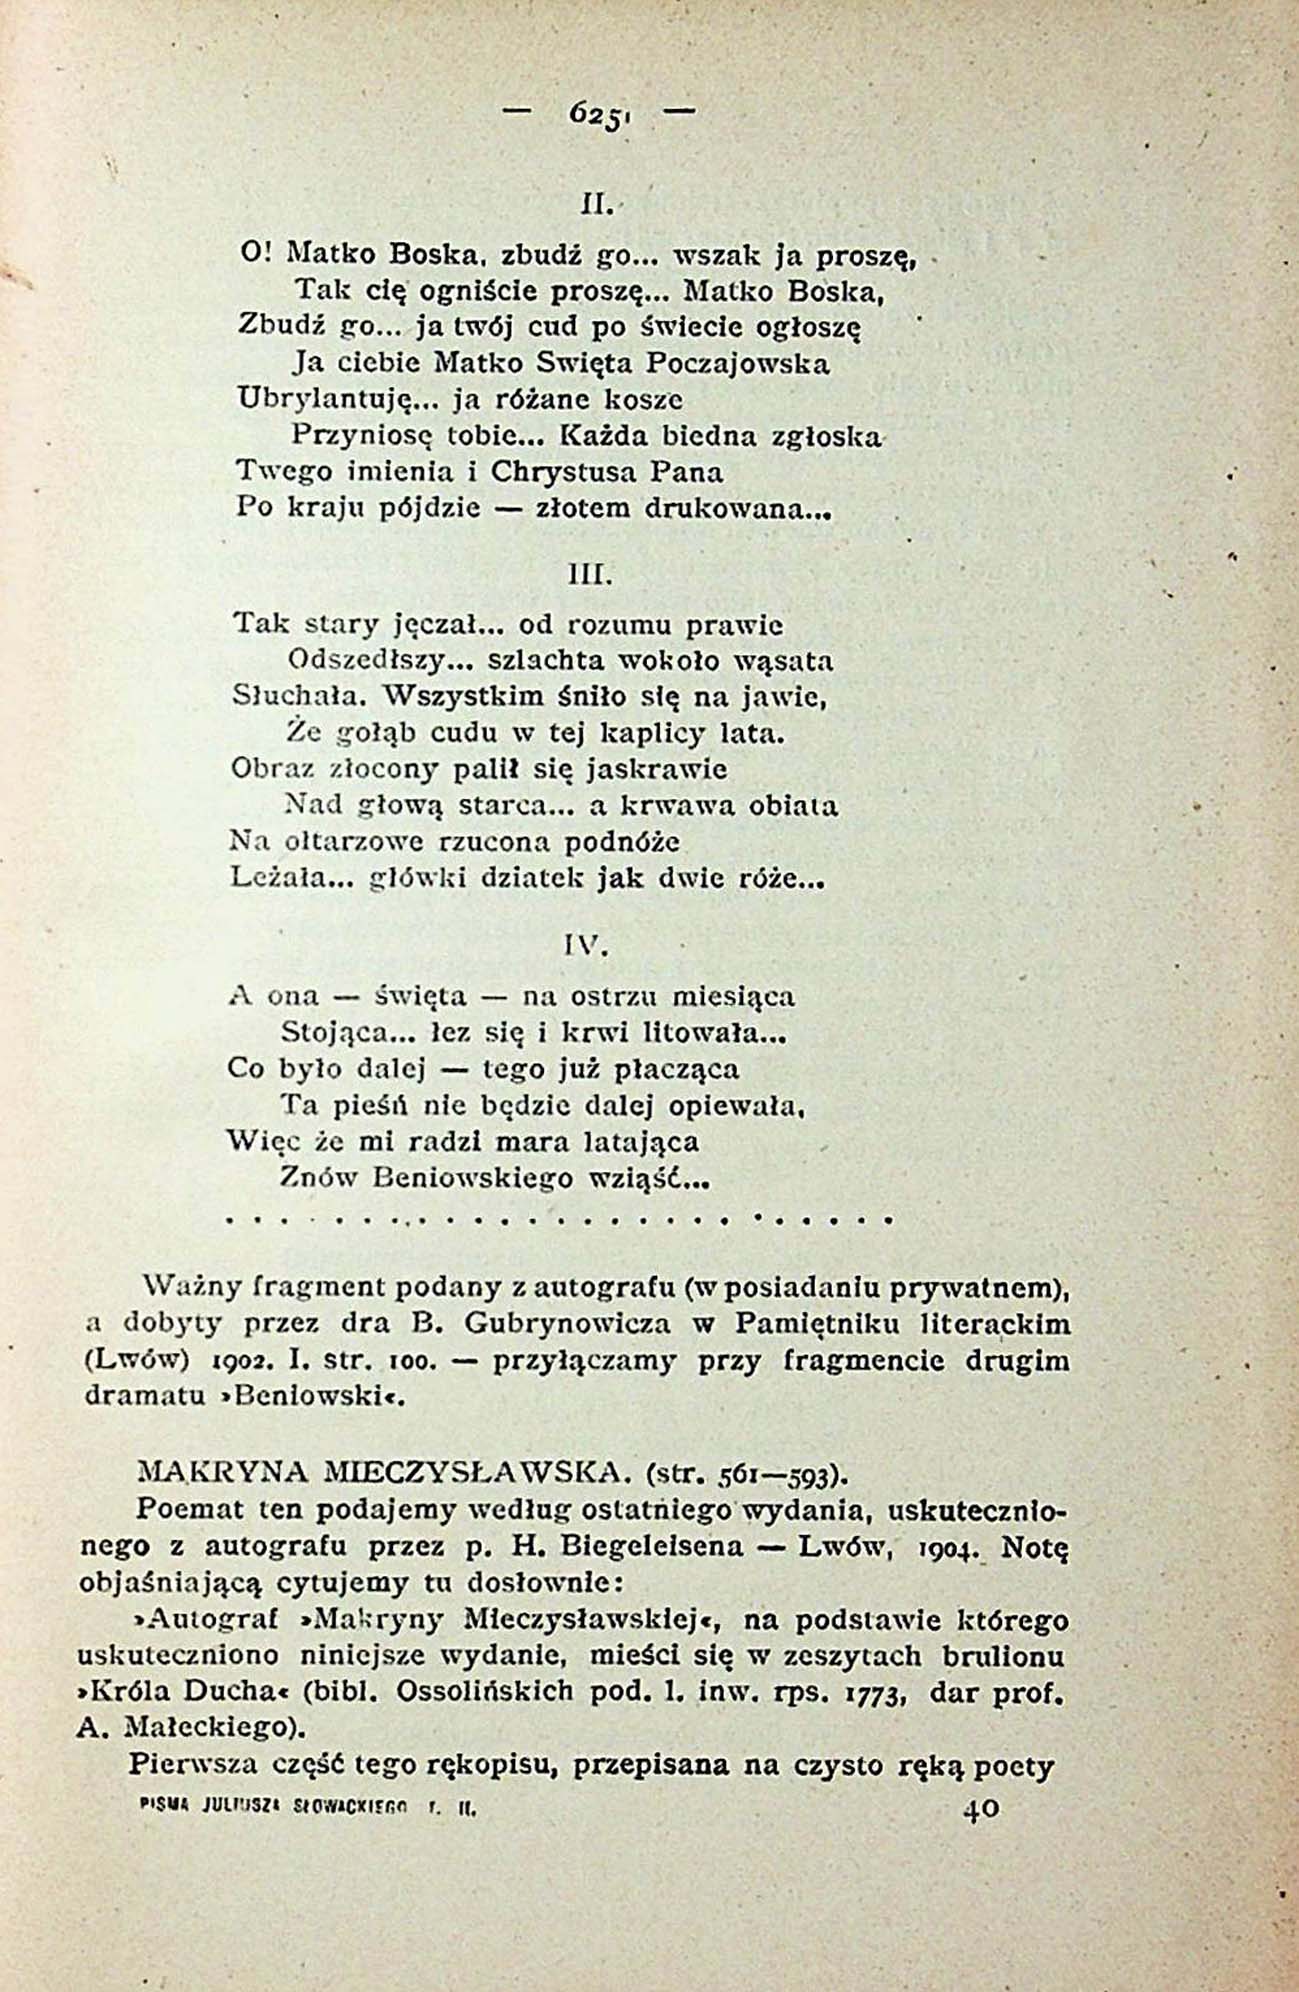 — 625 —
II.
O! Matko Boska, zbudź go... wszak ja proszę,
Tak cię ogniście proszę... Matko Boska,
Zbudź go... ja twój cud po świecie ogłoszę
Ja ciebie Matko Swięta Poczajowska
Ubrylantuję... ja różane kosze
Przyniosę tobie... Każda biedna zgłoska
Twego imienia i Chrystusa Pana
Po kraju pójdzie — złotem drukowana...
III.
Tak stary jęczał... od rozumu prawie
Odszedłszy... szlachta wokoło wąsata
Słuchała. Wszystkim śniło się na jawie,
Że gołąb cudu w tej kaplicy lata.
Obraz złocony palił się jaskrawie
Nad głową starca... a krwawa obiata
Na ołtarzowe rzucona podnóże
Leżała... główki dziatek jak dwie róże...
IV.
A ona — święta — na ostrzu miesiąca
Stojąca... łez się i krwi litowała...
Co było dalej — tego już płacząca
Ta pieśń nie będzie dalej opiewała,
Więc że mi radzi mara latająca
Znów Beniowskiego wziąść...
. . . . . . . . . . . . . . . . . . . . . . . . .
Ważny fragment podany z autografu (w posiadaniu prywatnem),
a dobyty przez dra B. Gubrynowicza w Pamiętniku literackim
(Lwów) 1902. I. str. 100. — przyłączamy przy fragmencie drugim
dramatu »Beniowski«.
MAKRYNA MIECZYSŁAWSKA. (str. 561—593).
Poemat ten podajemy według ostatniego wydania, uskutecznio-
nego z autografu przez p. H. Biegeleisena — Lwów, 1904. Notę
objaśniającą cytujemy tu dosłownie:
»Autograf »Makryny Mieczysławskiej«, na podstawie którego
uskuteczniono niniejsze wydanie, mieści się w zeszytach brulionu
»Króla Ducha« (bibl. Ossolińskich pod. l. inw. rps. 1773, dar prof.
A. Małeckiego).
Pierwsza część tego rękopisu, przepisana na czysto ręką poety
PISMA JULIUSZA SŁOWACKIEGO T. II. 40